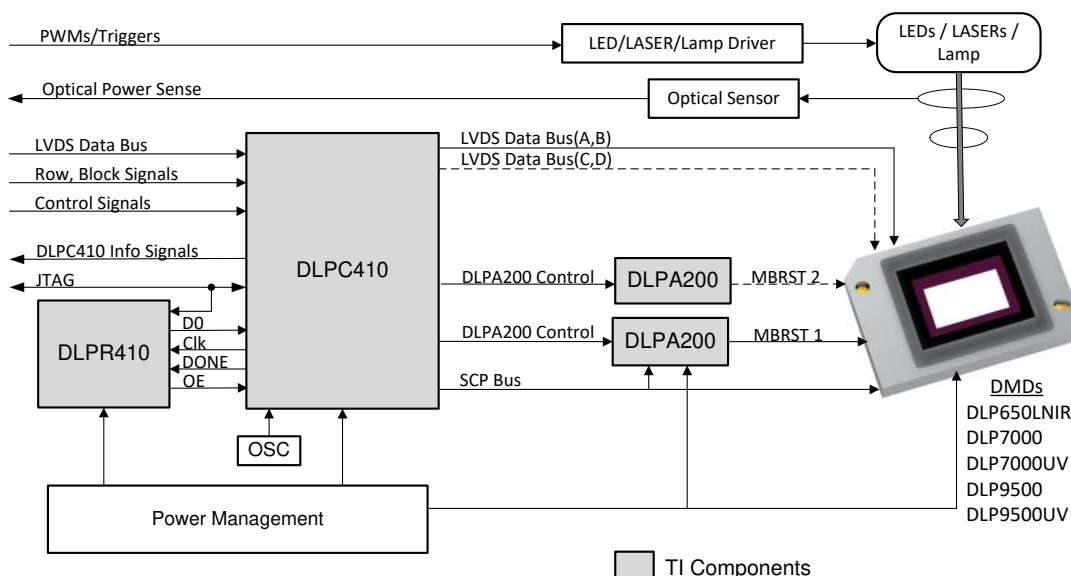 PWMs/Triggers
LED/LASER/Lamp Driver
LEDs / LASERs /
Lamp
Optical Power Sense
Optical Sensor
LVDS Data Bus
Row, Block Signals
Control Signals
DLPC410 Info Signals
JTAG
DLPC410
LVDS Data Bus(A,B)
LVDS Data Bus(C,D)
DLPA200 Control
DLPA200
MBRST 2
DLPA200 Control
DLPA200
MBRST 1
SCP Bus
DLPR410
D0
Clk
DONE
OE
OSC
Power Management
DMDs
DLP650LNIR
DLP7000
DLP7000UV
DLP9500
DLP9500UV
TI Components